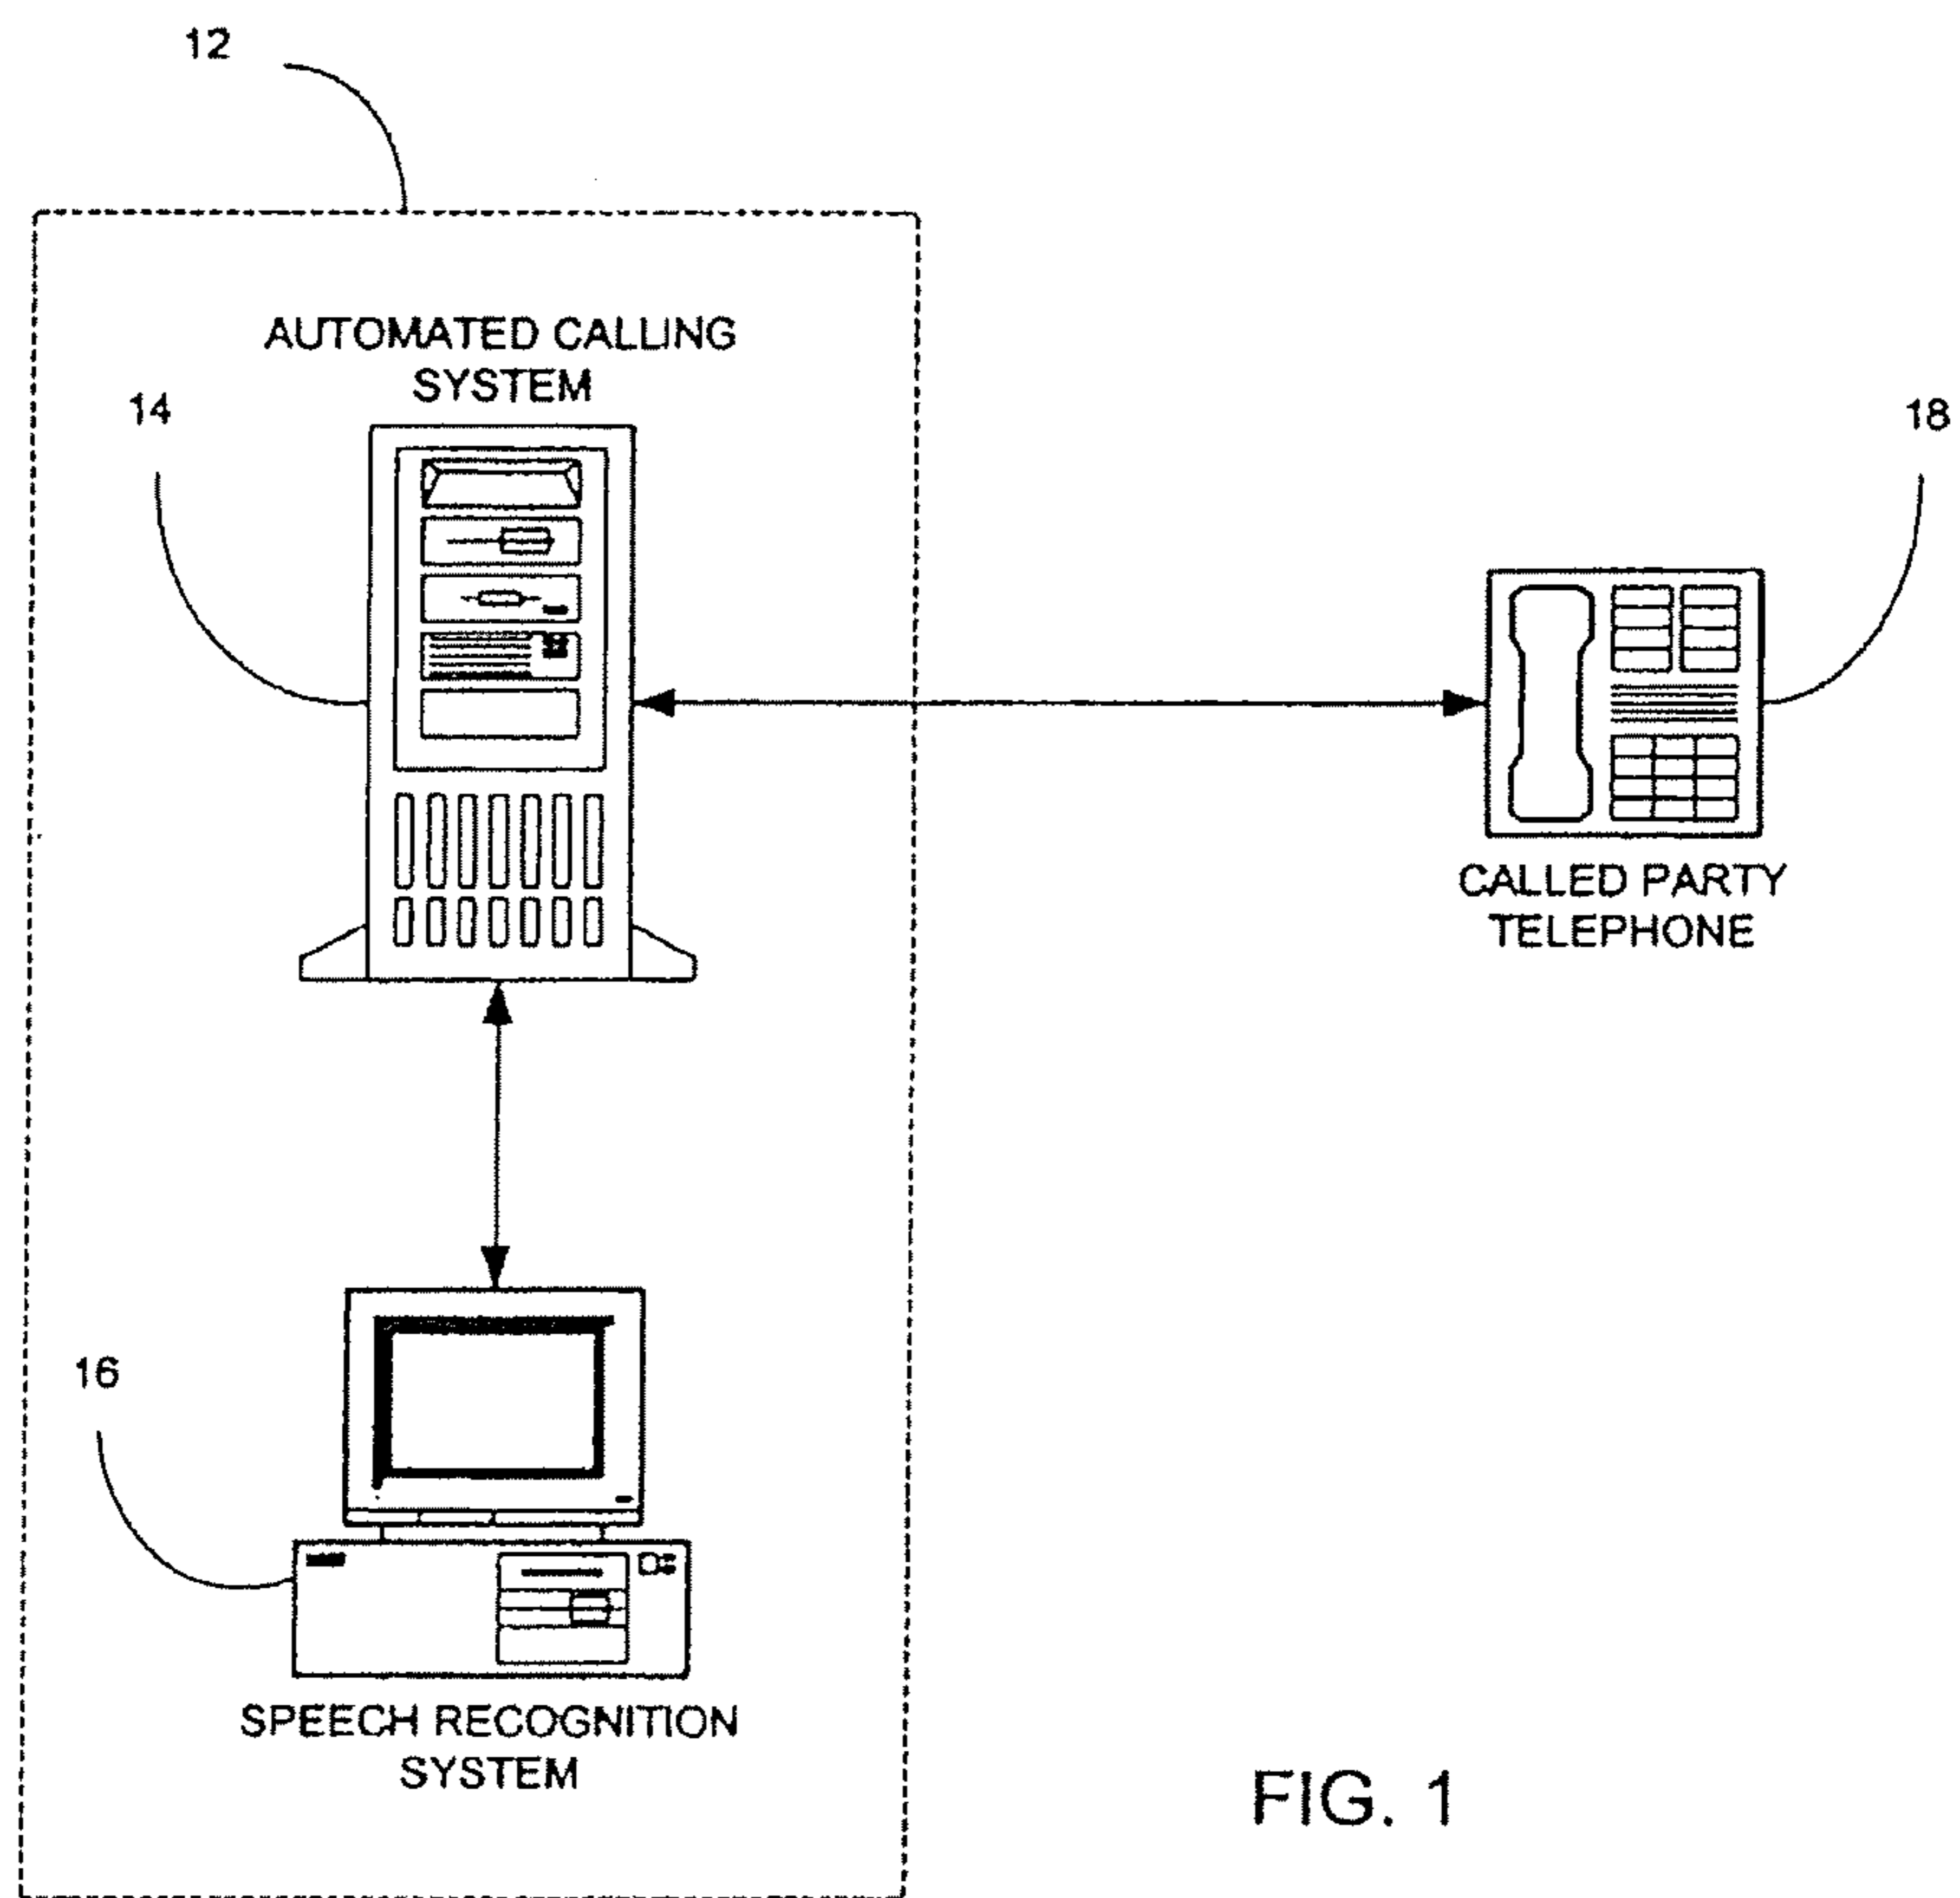 12
AUTOMATED CALLING
SYSTEM
14
18
CALLED PARTY
TELEPHONE
16
SPEECH RECOGNITION
SYSTEM
FIG. 1